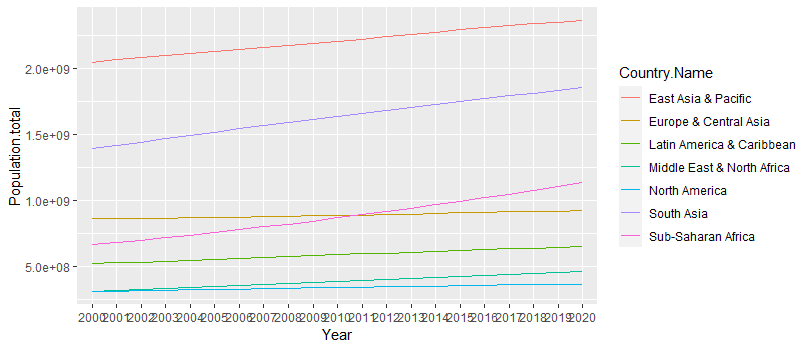 Population.total
2.0e+09
1.5e+09
1.0e+09
5.0e+08
2000 2001 2002 2003 2004 2005 2006 2007 2008 2009 2010 2011 2012 2013 2014 2015 2016 2017 2018 2019 2020
Year
Country.Name
East Asia & Pacific
Europe & Central Asia
Latin America & Caribbean
Middle East & North Africa
North America
South Asia
Sub-Saharan Africa